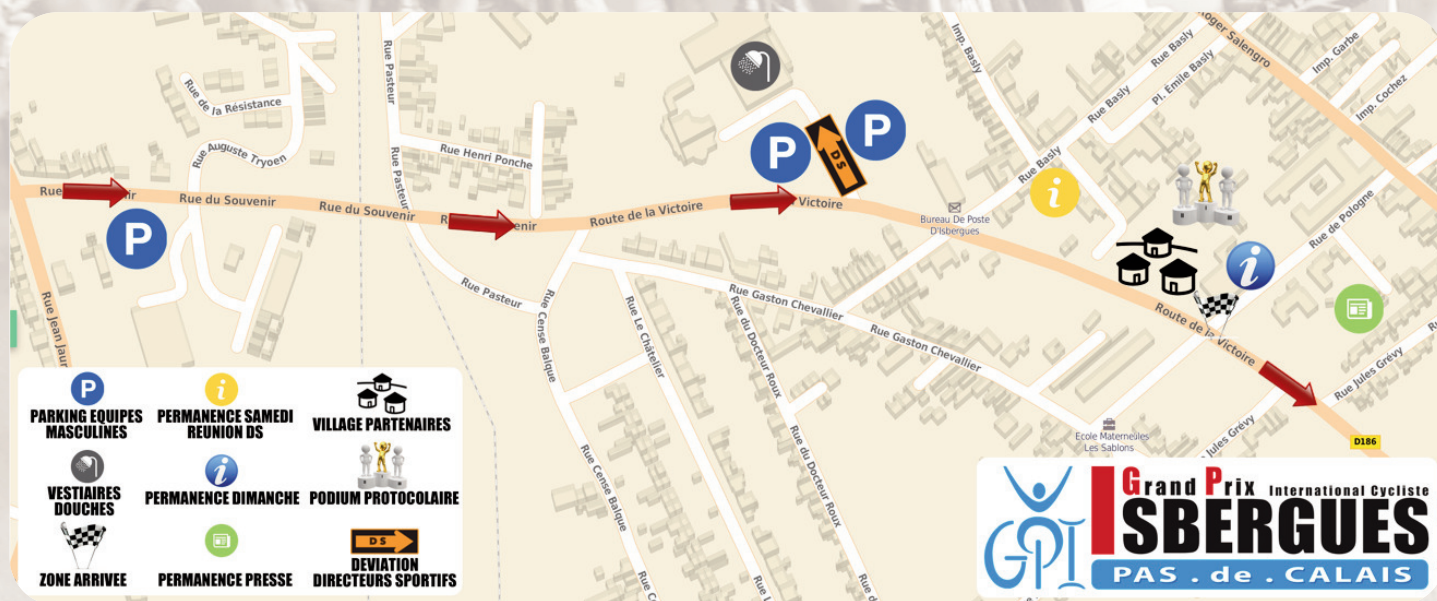 Rue de la Résistance
Rue Auguste Tryoen
Rue
ir
Rue du Souvenir
Rue du Souvenir
R
enir
Route de la Victoire
Victoire
Rue Pasteur
Rue Pasteur
Rue Pasteur
Rue Henri Ponche
P
P
P
DS
i
i
Imp. Basly
Rue Basly
Rue Basly
Rue Basly
Pl. Emile Basly
oger Salengro
Imp. Garbe
Imp. Cochez
Rue de Pologne
Bureau De Poste
D'Isbergues
Route de la Victoire
Rue Jules Grévy
Jules Grévy
Rue Gaston Chevallier
Rue Gaston Chevallier
Rue Cense Balque
Rue Cense Balque
Rue Le Châtelier
Rue du Docteur Roux
Rue du Docteur Roux
Rue Jean Jaur
Ecole Materneules
Les Sablons
D186
P
PARKING EQUIPES
MASCULINES
i
PERMANENCE SAMEDI
REUNION DS
VILLAGE PARTENAIRES
VESTIAIRES
DOUCHES
i
PERMANENCE DIMANCHE
PODIUM PROTOCOLAIRE
ZONE ARRIVEE
PERMANENCE PRESSE
DS
DEVIATION
DIRECTEURS SPORTIFS
GPI
Grand Prix International Cycliste
ISBERGUES
PAS . de . CALAIS